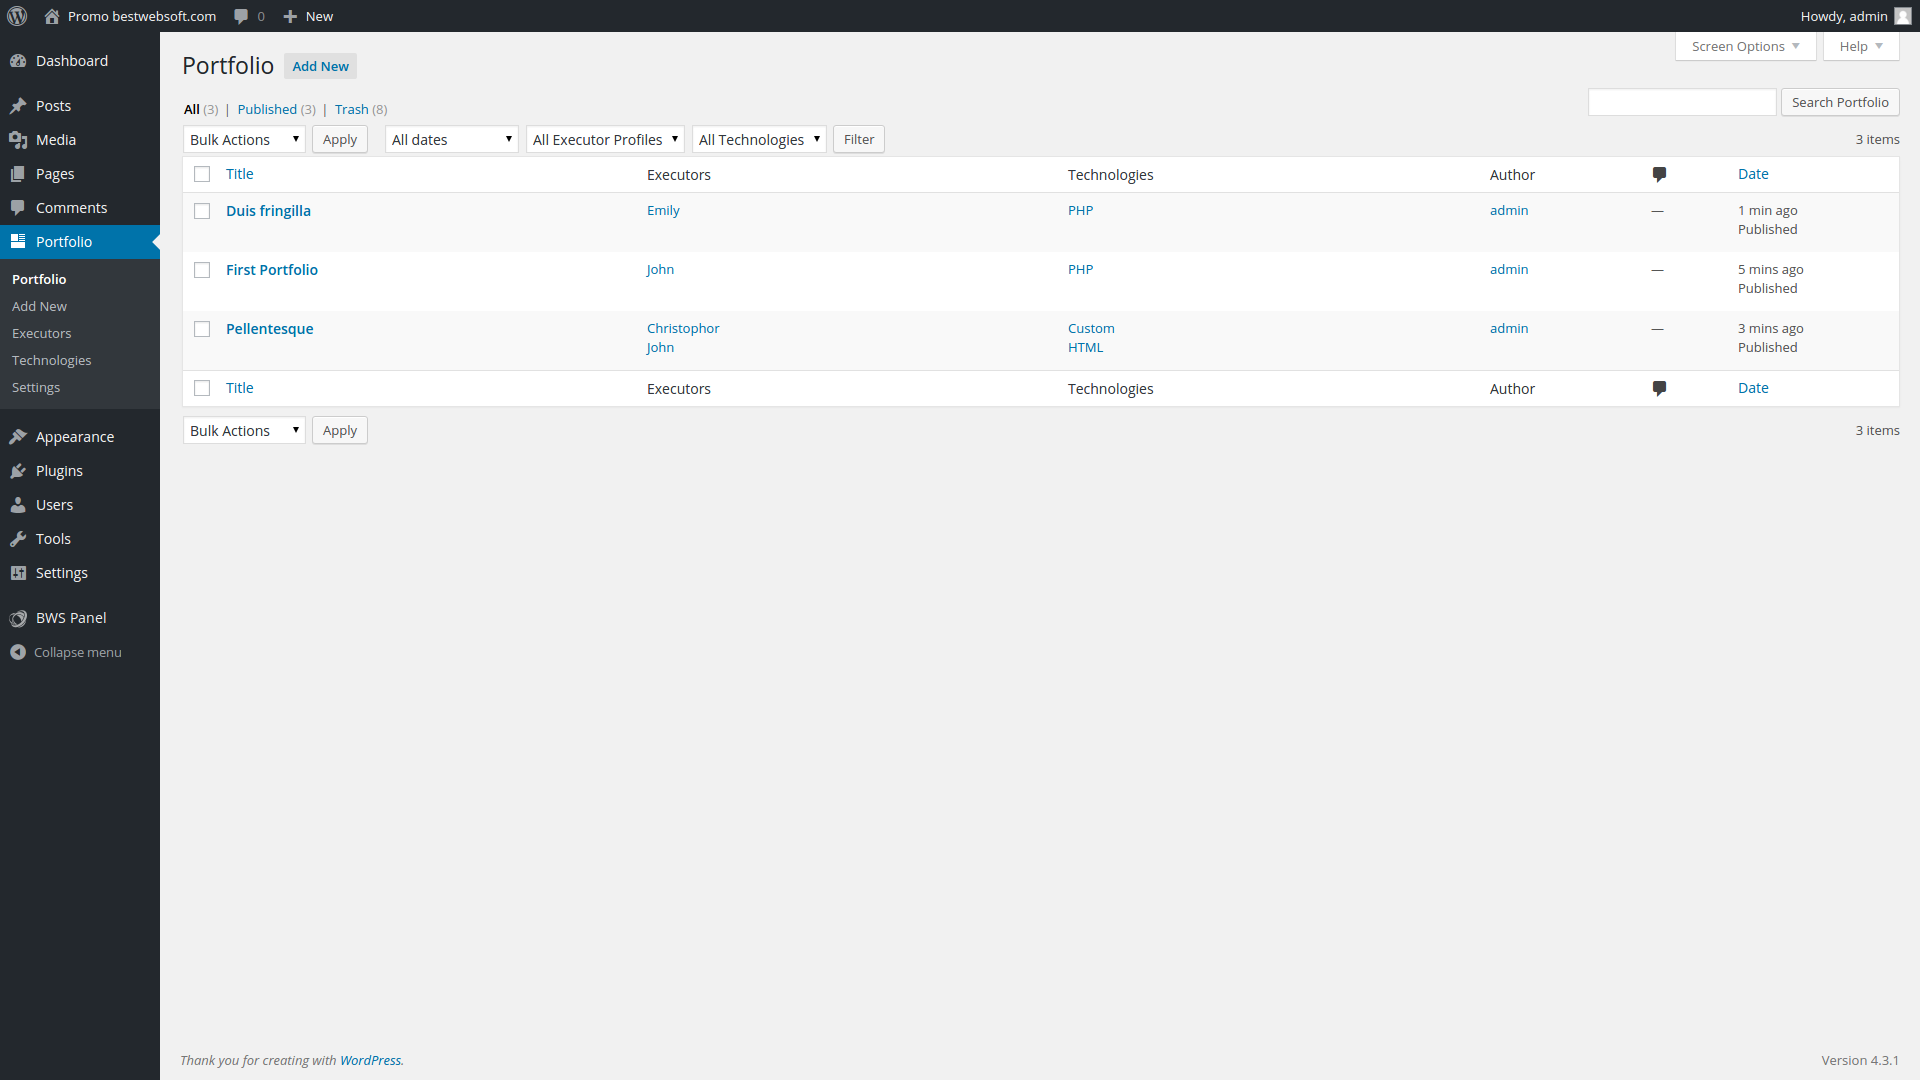 Promo bestwebsoft.com 0 New Howdy, admin
Dashboard
Posts
Media
Pages
Comments
Portfolio
Portfolio
Add New
Executors
Technologies
Settings
Appearance
Plugins
Users
Tools
Settings
BWS Panel
Collapse menu
Screen Options Help
Portfolio Add New
All (3) | Published (3) | Trash (8) Search Portfolio
Bulk Actions Apply All dates All Executor Profiles All Technologies Filter 3 items
Title Executors Technologies Author Date
Duis fringilla Emily PHP admin — 1 min ago
Published
First Portfolio John PHP admin — 5 mins ago
Published
Pellentesque Christophor Custom admin — 3 mins ago
John HTML Published
Title Executors Technologies Author Date
Bulk Actions Apply 3 items
Thank you for creating with WordPress. Version 4.3.1